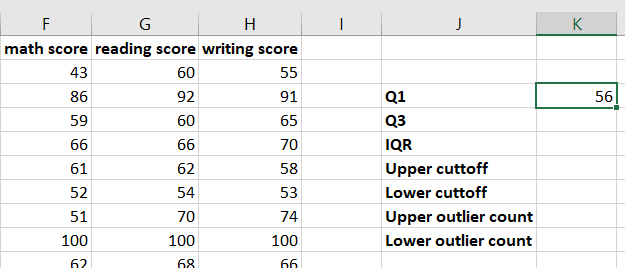 F G H I J K
math score reading score writing score
43 60 55
86 92 91 Q1 56
59 60 65 Q3
66 66 70 IQR
61 62 58 Upper cuttoff
52 54 53 Lower cuttoff
51 70 74 Upper outlier count
100 100 100 Lower outlier count
62 68 66